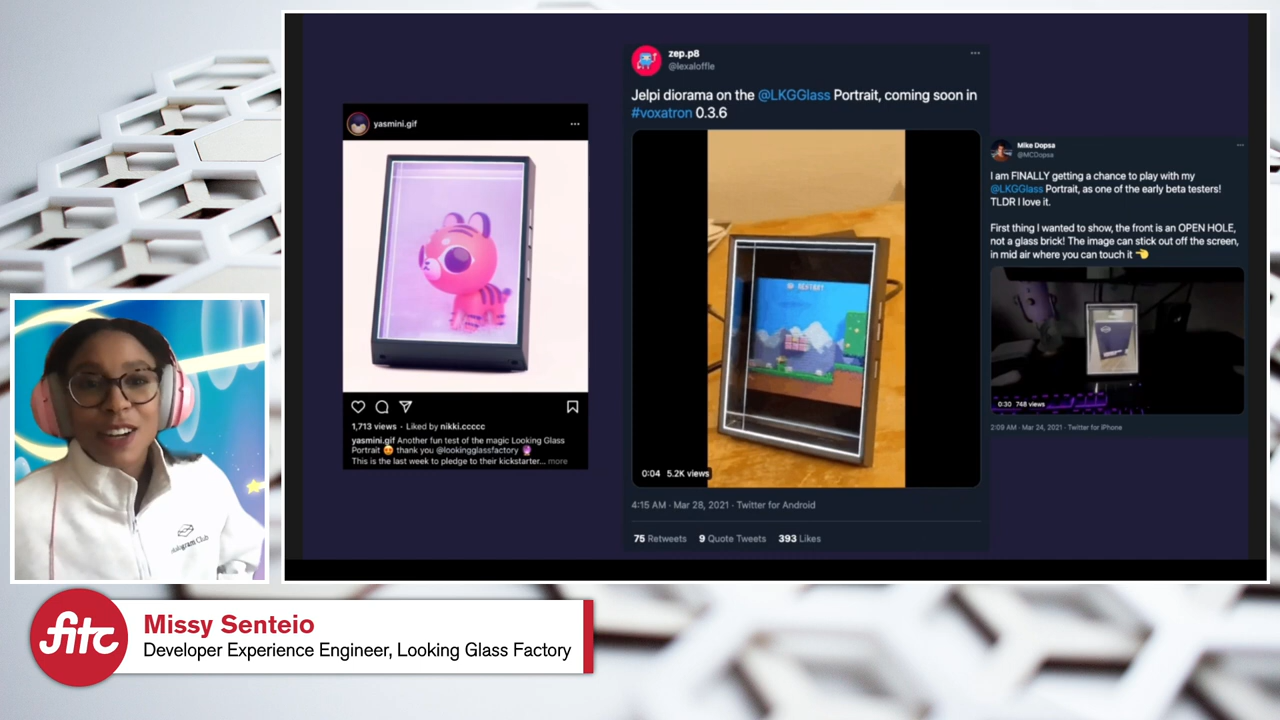 yasmini.gif
1,713 views · Liked by nikki.ccccc
yasmini.gif Another fun test of the magic Looking Glass
Portrait 😍 thank you @lookingglassfactory 🔮
This is the last week to pledge to their kickstarter... more
zep.p8
@lexaloffle
Jelpi diorama on the @LKGGlass Portrait, coming soon in
#voxatron 0.3.6
RESTART
0:04 5.2K views
4:15 AM · Mar 28, 2021 · Twitter for Android
75 Retweets 9 Quote Tweets 393 Likes
Mike Dopsa
@MCDopsa
I am FINALLY getting a chance to play with my
@LKGGlass Portrait, as one of the early beta testers!
TLDR I love it.
First thing I wanted to show, the front is an OPEN HOLE,
not a glass brick! The image can stick out off the screen,
in mid air where you can touch it 👈
0:30 748 views
2:09 AM · Mar 24, 2021 · Twitter for iPhone
Hologram Club
fitc
Missy Senteio
Developer Experience Engineer, Looking Glass Factory